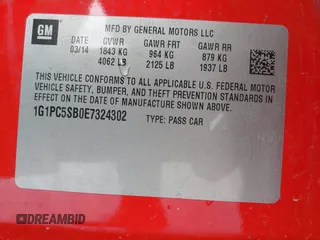 GM
MFD BY GENERAL MOTORS LLC
DATE GVWR GAWR FRT GAWR RR
03/14 1843 KG 964 KG 879 KG
4062 LB 2125 LB 1937 LB
THIS VEHICLE CONFORMS TO ALL APPLICABLE U.S. FEDERAL MOTOR
VEHICLE SAFETY, BUMPER, AND THEFT PREVENTION STANDARDS IN
EFFECT ON THE DATE OF MANUFACTURE SHOWN ABOVE.
1G1PC5SB0E7324302 TYPE: PASS CAR
DREAMBID